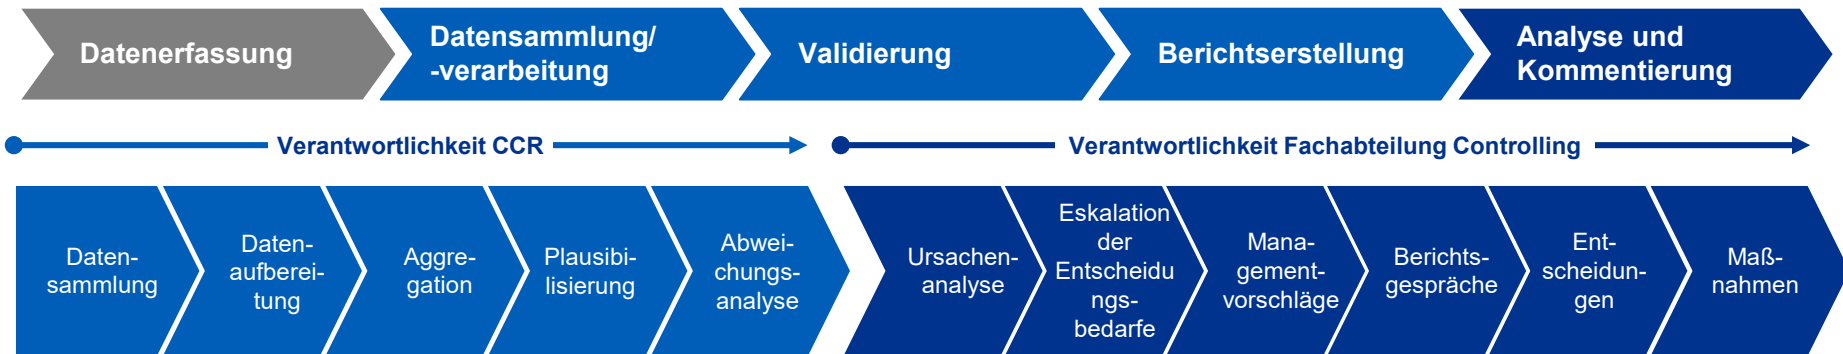 Datenerfassung
Datensammlung/
-verarbeitung
Validierung
Berichtserstellung
Analyse und
Kommentierung
Verantwortlichkeit CCR
Verantwortlichkeit Fachabteilung Controlling
Daten-
sammlung
Daten-
aufberei-
tung
Aggre-
gation
Plausibi-
lisierung
Abwei-
chungs-
analyse
Ursachen-
analyse
Eskalation
der
Entscheidu
ngs-
bedarfe
Mana-
gement-
vorschläge
Berichts-
gespräche
Ent-
scheidun-
gen
Maß-
nahmen